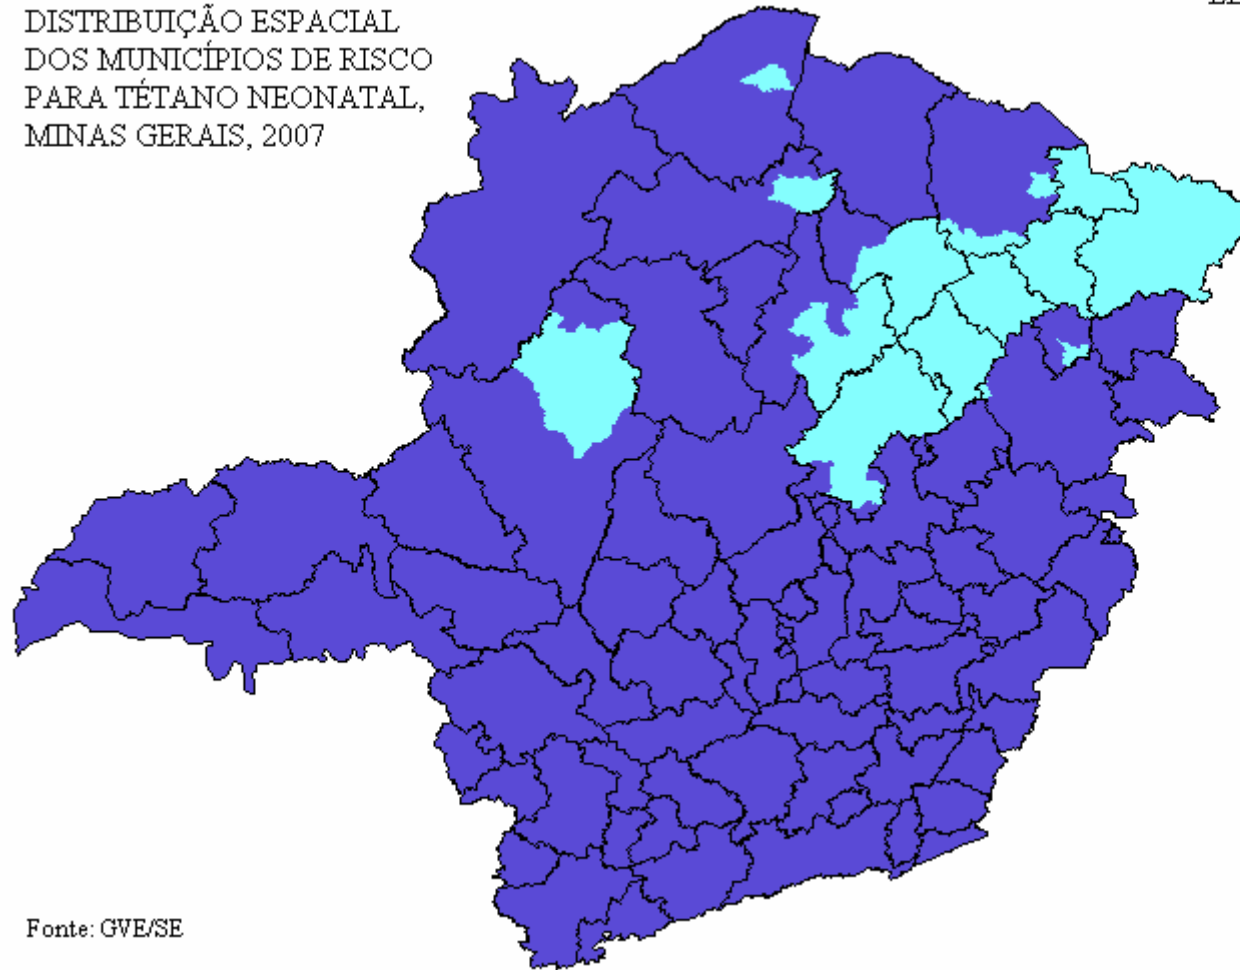 DISTRIBUIÇÃO ESPACIAL
DOS MUNICÍPIOS DE RISCO
PARA TÉTANO NEONATAL,
MINAS GERAIS, 2007
Fonte: GVE/SE